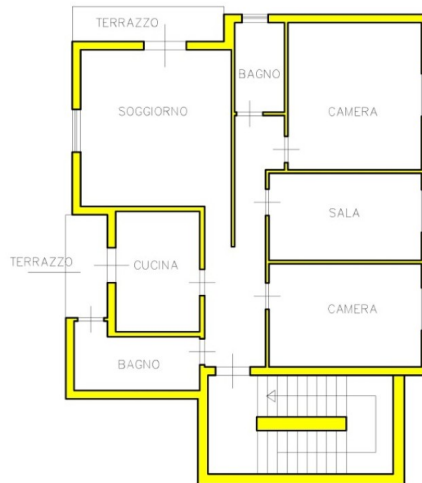 TERRAZZO
BAGNO
SOGGIORNO
CAMERA
SALA
TERRAZZO
CUCINA
CAMERA
BAGNO